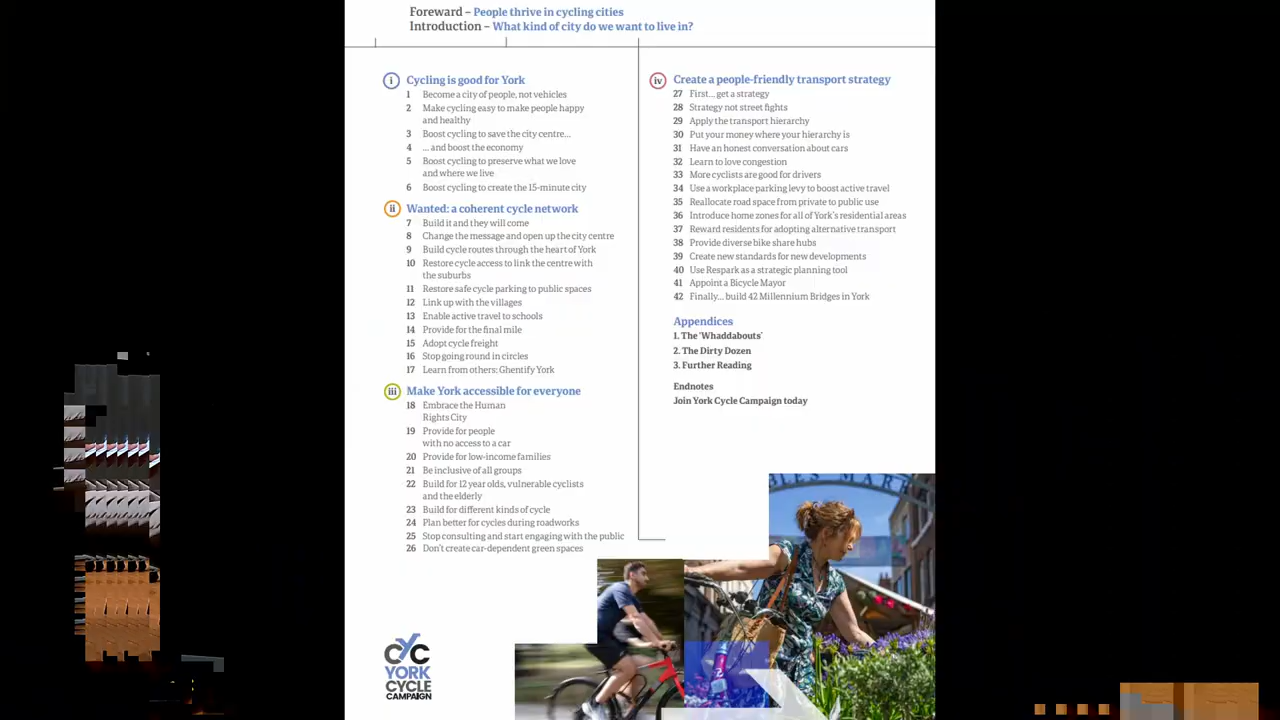 Foreward – People thrive in cycling cities
Introduction – What kind of city do we want to live in?
i Cycling is good for York
1 Become a city of people, not vehicles
2 Make cycling easy to make people happy
and healthy
3 Boost cycling to save the city centre...
4 ... and boost the economy
5 Boost cycling to preserve what we love
and where we live
6 Boost cycling to create the 15-minute city
ii Wanted: a coherent cycle network
7 Build it and they will come
8 Change the message and open up the city centre
9 Build cycle routes through the heart of York
10 Restore cycle access to link the centre with
the suburbs
11 Restore safe cycle parking to public spaces
12 Link up with the villages
13 Enable active travel to schools
14 Provide for the final mile
15 Adopt cycle freight
16 Stop going round in circles
17 Learn from others: Ghentify York
iii Make York accessible for everyone
18 Embrace the Human
Rights City
19 Provide for people
with no access to a car
20 Provide for low-income families
21 Be inclusive of all groups
22 Build for 12 year olds, vulnerable cyclists
and the elderly
23 Build for different kinds of cycle
24 Plan better for cycles during roadworks
25 Stop consulting and start engaging with the public
26 Don't create car-dependent green spaces
iv Create a people-friendly transport strategy
27 First... get a strategy
28 Strategy not street fights
29 Apply the transport hierarchy
30 Put your money where your hierarchy is
31 Have an honest conversation about cars
32 Learn to love congestion
33 More cyclists are good for drivers
34 Use a workplace parking levy to boost active travel
35 Reallocate road space from private to public use
36 Introduce home zones for all of York's residential areas
37 Reward residents for adopting alternative transport
38 Provide diverse bike share hubs
39 Create new standards for new developments
40 Use Respark as a strategic planning tool
41 Appoint a Bicycle Mayor
42 Finally... build 42 Millennium Bridges in York
Appendices
1. The 'Whaddabouts'
2. The Dirty Dozen
3. Further Reading
Endnotes
Join York Cycle Campaign today
CYC
YORK
CYCLE
CAMPAIGN